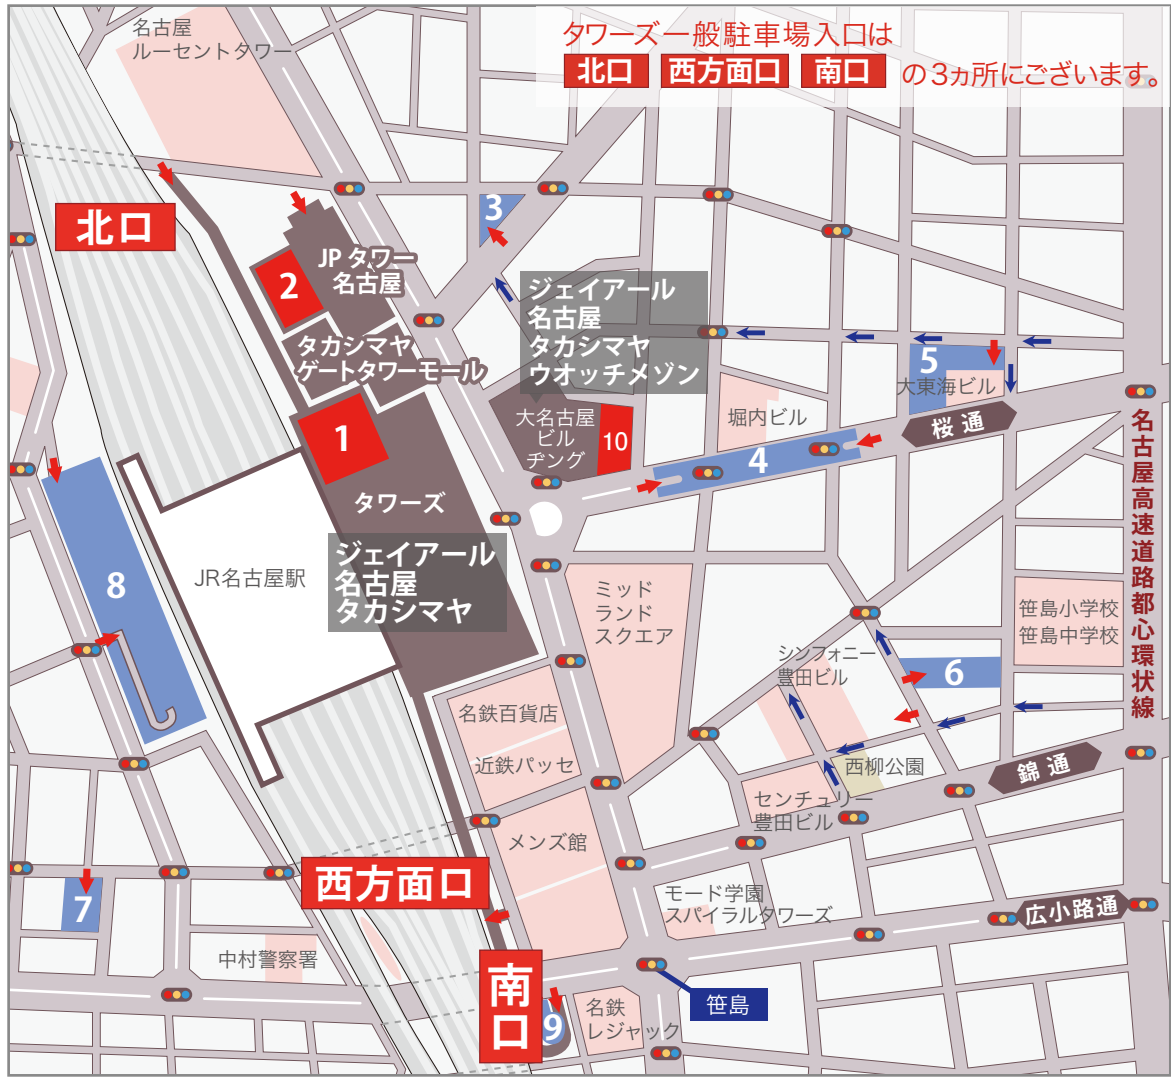 タワーズ一般駐車場入口は
北口 西方面口 南口 の3ヵ所にございます。
名古屋
ルーセントタワー
北口
3
JPタワー
名古屋
2
タカシマヤ
ゲートタワーモール
ジェイアール
名古屋
タカシマヤ
ウオッチメゾン
大名古屋
ビル
ヂング
10
1
タワーズ
ジェイアール
名古屋
タカシマヤ
JR名古屋駅
8
堀内ビル
4
5
大東海ビル
桜通
名古屋高速道路都心環状線
ミッド
ランド
スクエア
笹島小学校
笹島中学校
シンフォニー
豊田ビル
6
名鉄百貨店
近鉄パッセ
西柳公園
錦通
センチュリー
豊田ビル
メンズ館
西方面口
7
モード学園
スパイラルタワーズ
広小路通
中村警察署
南口
笹島
9
名鉄
レジャック